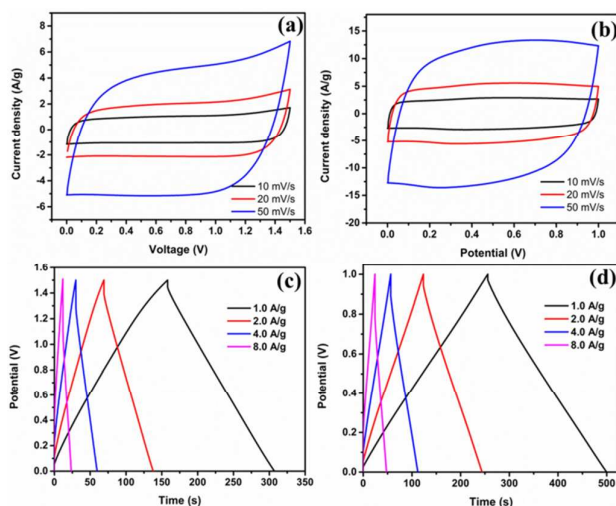 (a)
Current density (A/g)
8
6
4
2
0
-2
-4
-6
0.0 0.2 0.4 0.6 0.8 1.0 1.2 1.4 1.6
Voltage (V)
10 mV/s
20 mV/s
50 mV/s
(b)
Current density (A/g)
15
10
5
0
-5
-10
-15
-20
0.0 0.2 0.4 0.6 0.8 1.0
Potential (V)
10 mV/s
20 mV/s
50 mV/s
(c)
Potential (V)
1.6
1.4
1.2
1.0
0.8
0.6
0.4
0.2
0.0
0 50 100 150 200 250 300 350
Time (s)
1.0 A/g
2.0 A/g
4.0 A/g
8.0 A/g
(d)
Potential (V)
1.0
0.8
0.6
0.4
0.2
0.0
0 100 200 300 400 500
Time (s)
1.0 A/g
2.0 A/g
4.0 A/g
8.0 A/g